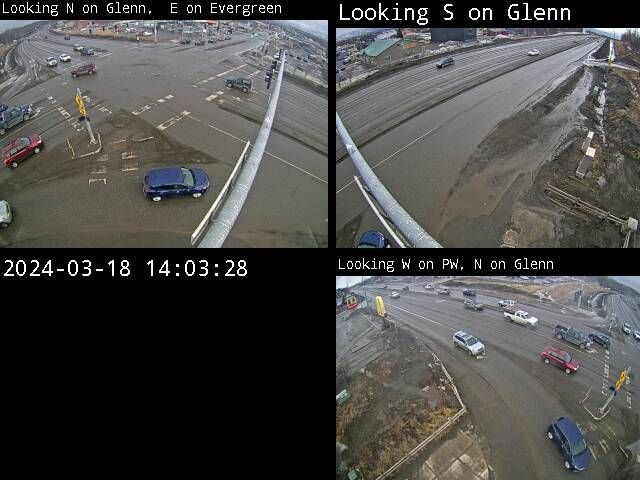 Looking N on Glenn,  E on Evergreen
Looking S on Glenn
2024-03-18 14:03:28
Looking W on PW, N on Glenn